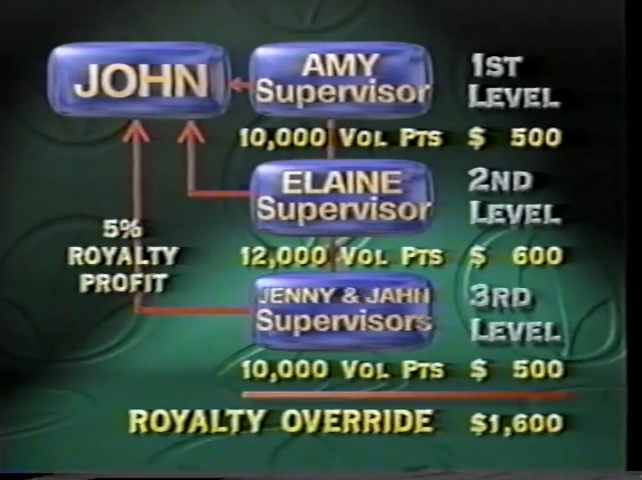 JOHN
AMY
Supervisor
1ST
LEVEL
10,000 VOL PTS $ 500
ELAINE
Supervisor
2ND
LEVEL
5%
ROYALTY
PROFIT
12,000 VOL PTS $ 600
JENNY & JAHN
Supervisors
3RD
LEVEL
10,000 VOL PTS $ 500
ROYALTY OVERRIDE $1,600